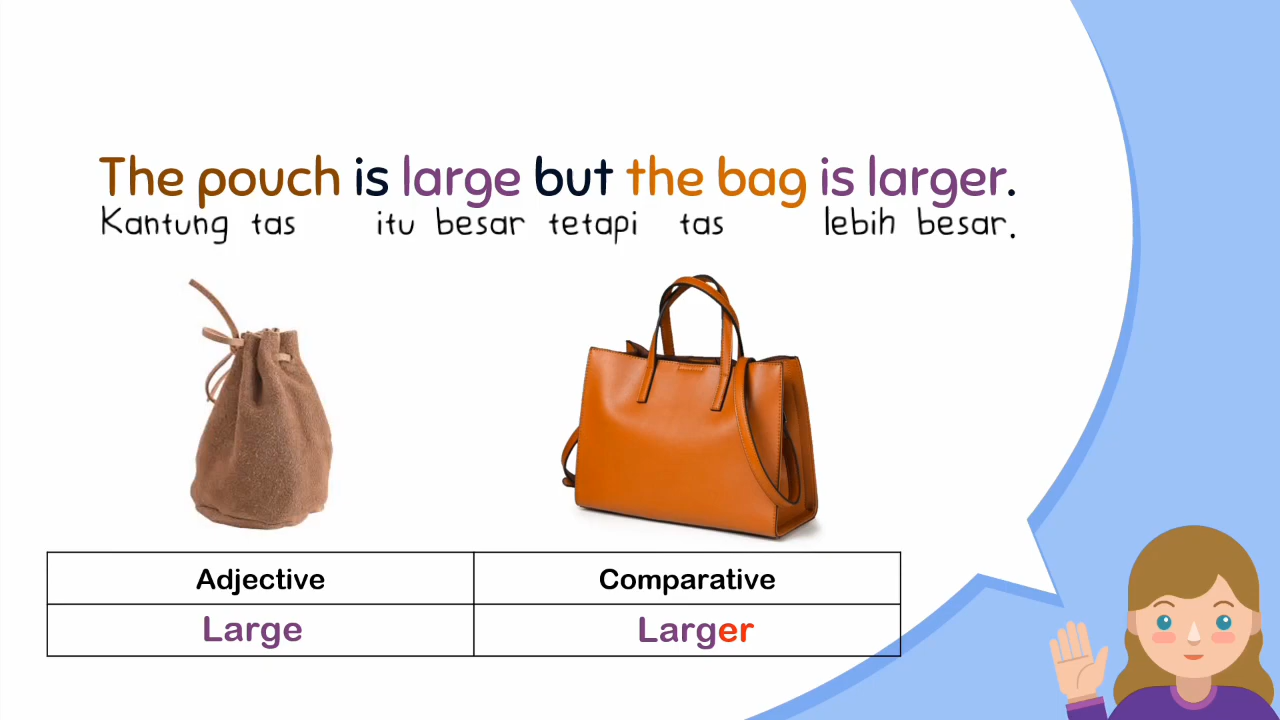 The pouch is large but the bag is larger.
Kantung tas itu besar tetapi tas lebih besar.
Adjective Comparative
Large Larger